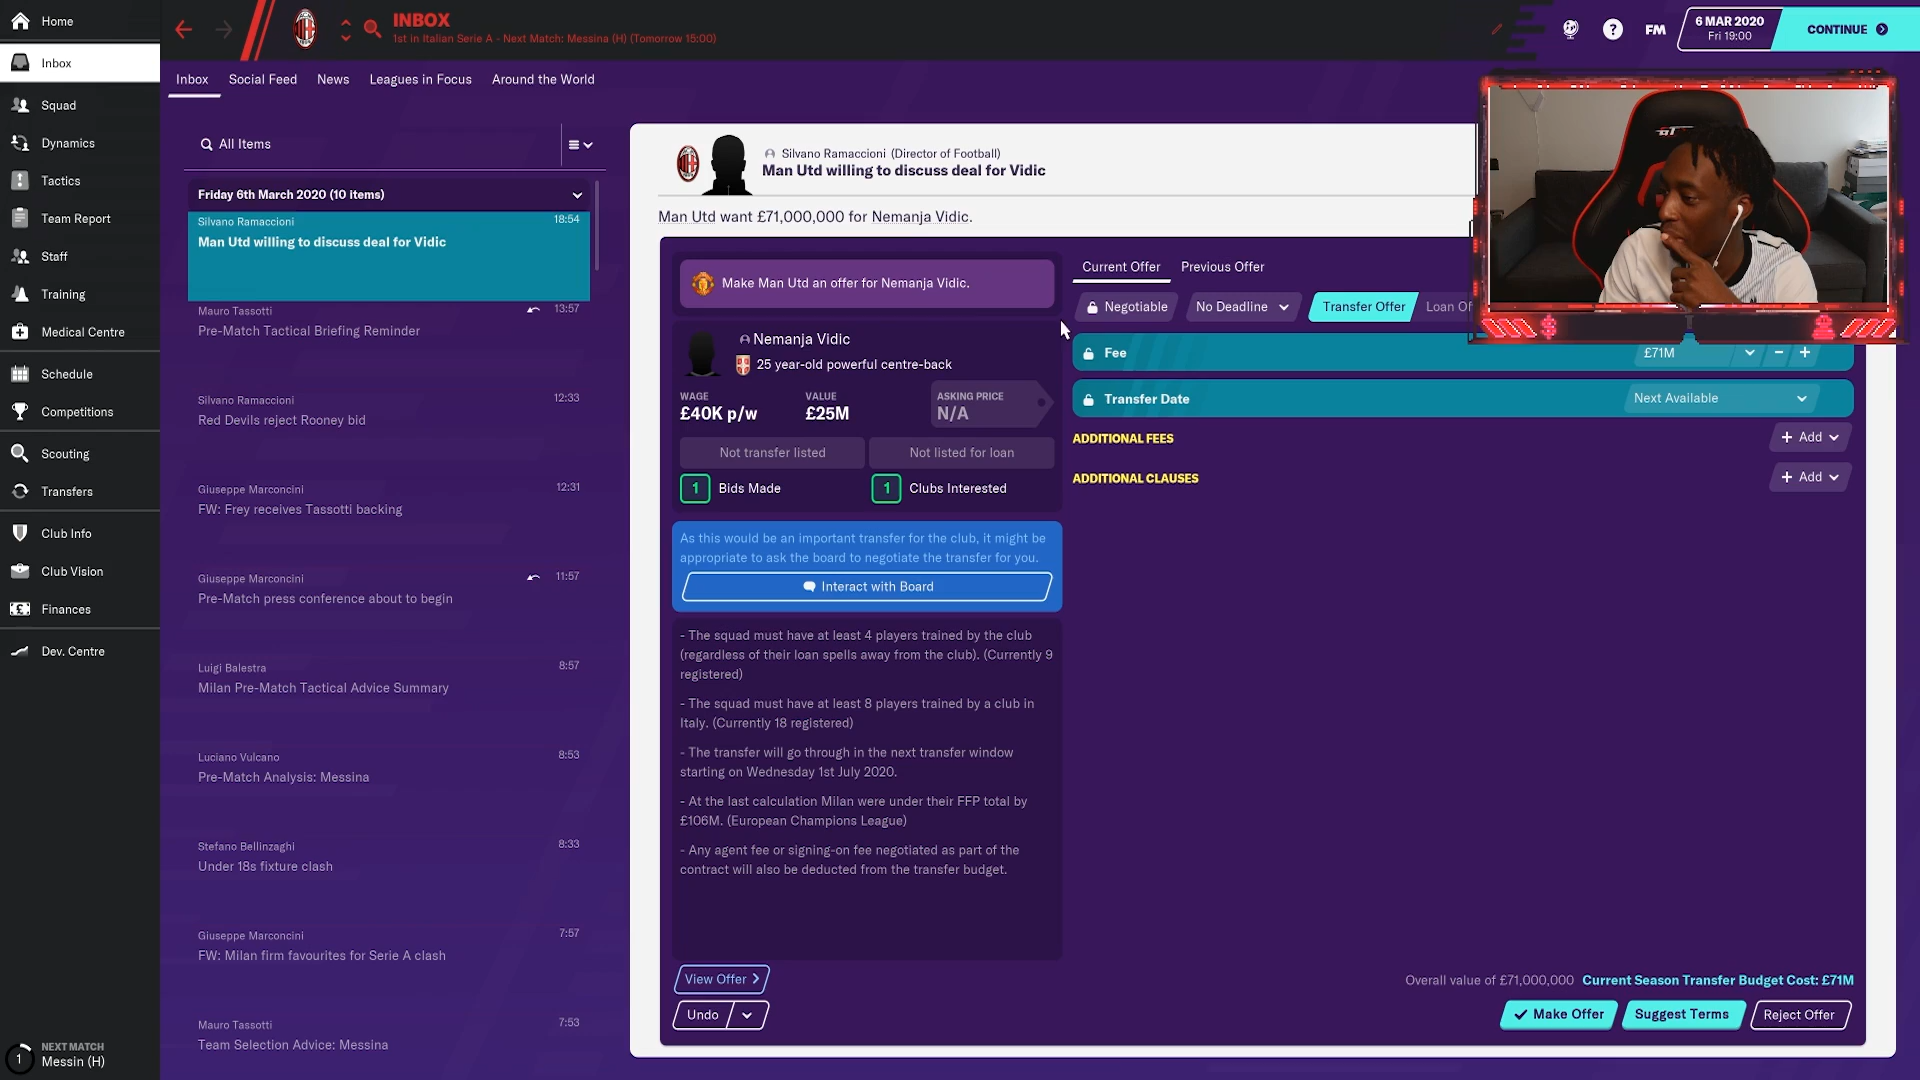 Home
Inbox
Squad
Dynamics
Tactics
Team Report
Staff
Training
Medical Centre
Schedule
Competitions
Scouting
Transfers
Club Info
Club Vision
Finances
Dev. Centre
1
NEXT MATCH
Messin (H)
INBOX
1st in Italian Serie A - Next Match: Messina (H) (Tomorrow 15:00)
?
FM
6 MAR 2020
Fri 19:00
CONTINUE
Inbox
Social Feed
News
Leagues in Focus
Around the World
All Items
Friday 6th March 2020 (10 items)
Silvano Ramaccioni 18:54
Man Utd willing to discuss deal for Vidic
Mauro Tassotti 13:57
Pre-Match Tactical Briefing Reminder
Silvano Ramaccioni 12:33
Red Devils reject Rooney bid
Giuseppe Marconcini 12:31
FW: Frey receives Tassotti backing
Giuseppe Marconcini 11:57
Pre-Match press conference about to begin
Luigi Balestra 8:57
Milan Pre-Match Tactical Advice Summary
Luciano Vulcano 8:53
Pre-Match Analysis: Messina
Stefano Bellinzaghi 8:33
Under 18s fixture clash
Giuseppe Marconcini 7:57
FW: Milan firm favourites for Serie A clash
Mauro Tassotti 7:53
Team Selection Advice: Messina
Silvano Ramaccioni (Director of Football)
Man Utd willing to discuss deal for Vidic
Man Utd want £71,000,000 for Nemanja Vidic.
Make Man Utd an offer for Nemanja Vidic.
Nemanja Vidic
25 year-old powerful centre-back
WAGE
£40K p/w
VALUE
£25M
ASKING PRICE
N/A
Not transfer listed
Not listed for loan
1 Bids Made
1 Clubs Interested
As this would be an important transfer for the club, it might be
appropriate to ask the board to negotiate the transfer for you.
Interact with Board
- The squad must have at least 4 players trained by the club
(regardless of their loan spells away from the club). (Currently 9
registered)
- The squad must have at least 8 players trained by a club in
Italy. (Currently 18 registered)
- The transfer will go through in the next transfer window
starting on Wednesday 1st July 2020.
- At the last calculation Milan were under their FFP total by
£106M. (European Champions League)
- Any agent fee or signing-on fee negotiated as part of the
contract will also be deducted from the transfer budget.
View Offer
Undo
Current Offer
Previous Offer
Negotiable
No Deadline
Transfer Offer
Loan Of
Fee
£71M
Transfer Date
Next Available
ADDITIONAL FEES
+ Add
ADDITIONAL CLAUSES
+ Add
Overall value of £71,000,000 Current Season Transfer Budget Cost: £71M
Make Offer
Suggest Terms
Reject Offer